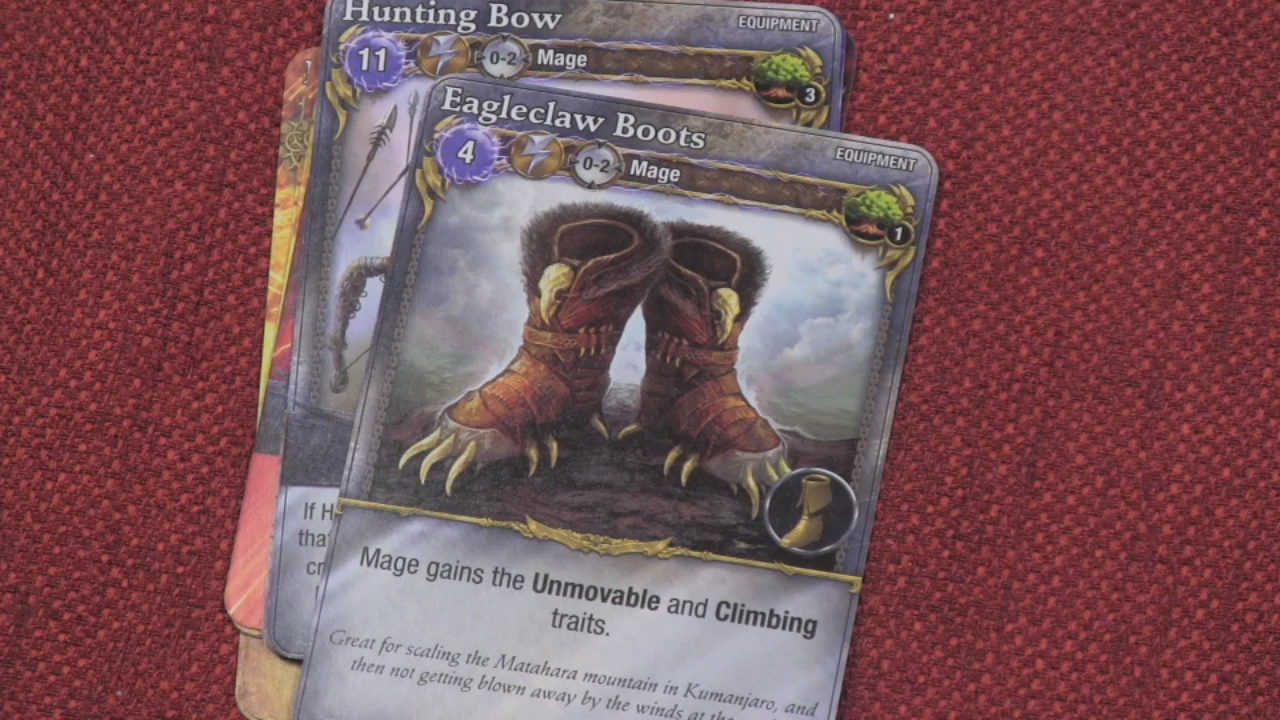 Hunting Bow
EQUIPMENT
11
0-2
Mage
3
Eagleclaw Boots
EQUIPMENT
4
0-2
Mage
1
If
Mage gains the Unmovable and Climbing
traits.
Great for scaling the Matahara mountain in Kumanjaro, and
then not getting blown away by the winds at the